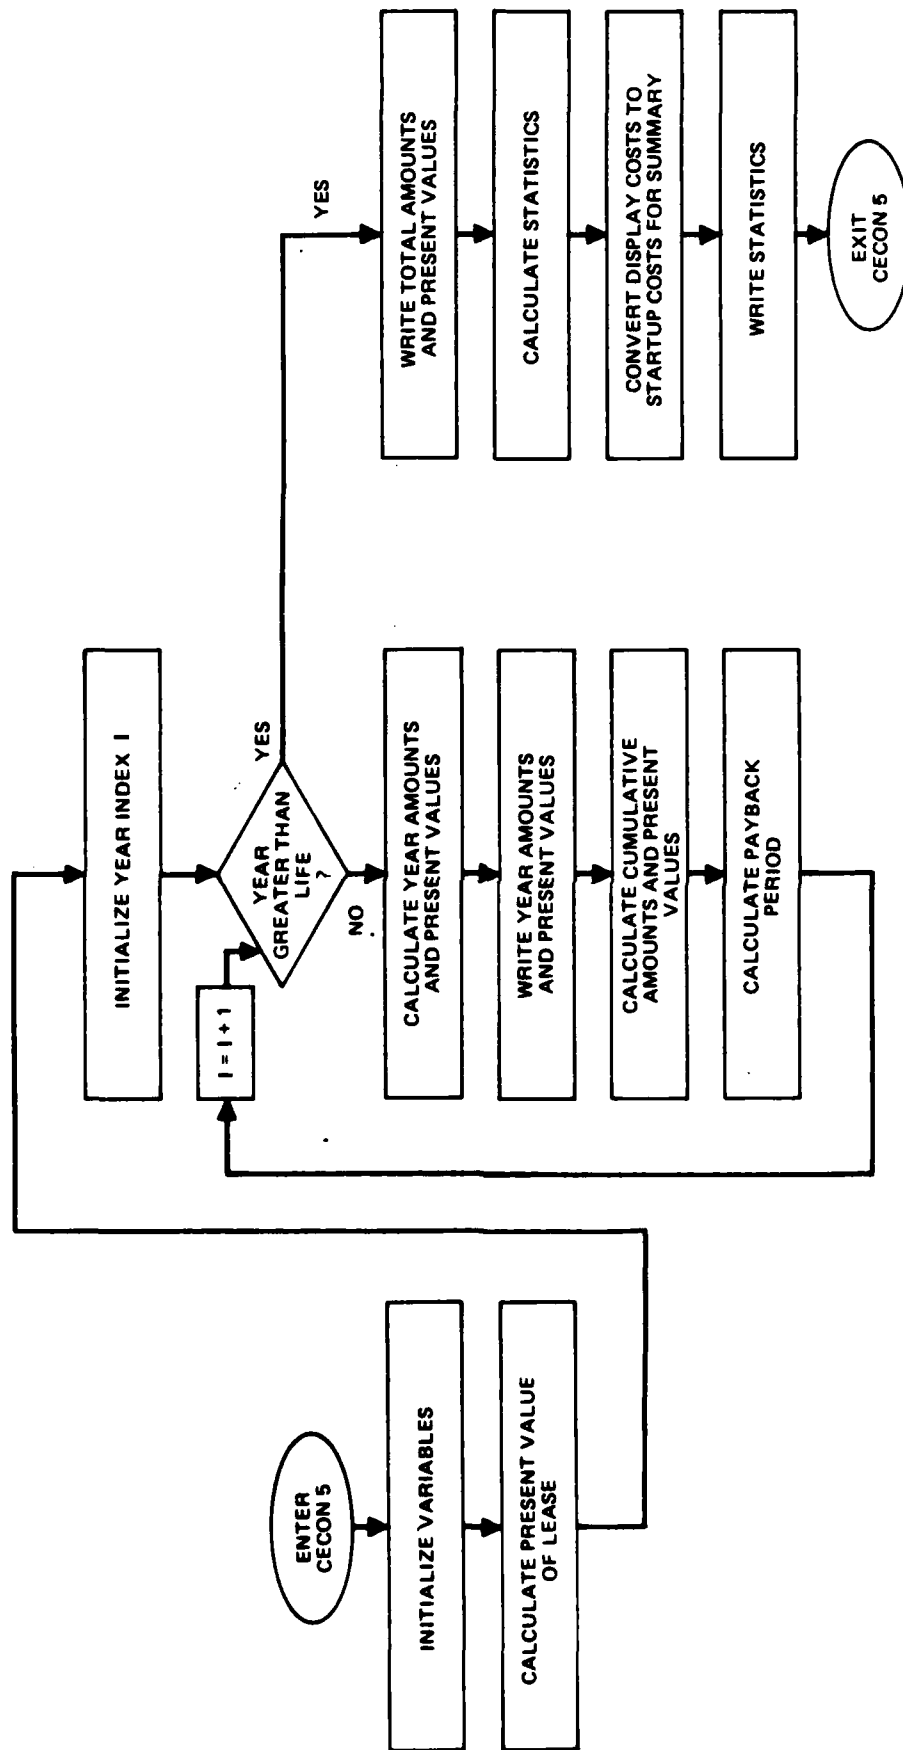 ENTER
CECON 5
INITIALIZE VARIABLES
CALCULATE PRESENT VALUE
OF LEASE
INITIALIZE YEAR INDEX I
I = I + 1
YEAR
GREATER THAN
LIFE
?
YES
NO
CALCULATE YEAR AMOUNTS
AND PRESENT VALUES
WRITE YEAR AMOUNTS
AND PRESENT VALUES
CALCULATE CUMULATIVE
AMOUNTS AND PRESENT
VALUES
CALCULATE PAYBACK
PERIOD
YES
WRITE TOTAL AMOUNTS
AND PRESENT VALUES
CALCULATE STATISTICS
CONVERT DISPLAY COSTS TO
STARTUP COSTS FOR SUMMARY
WRITE STATISTICS
EXIT
CECON 5